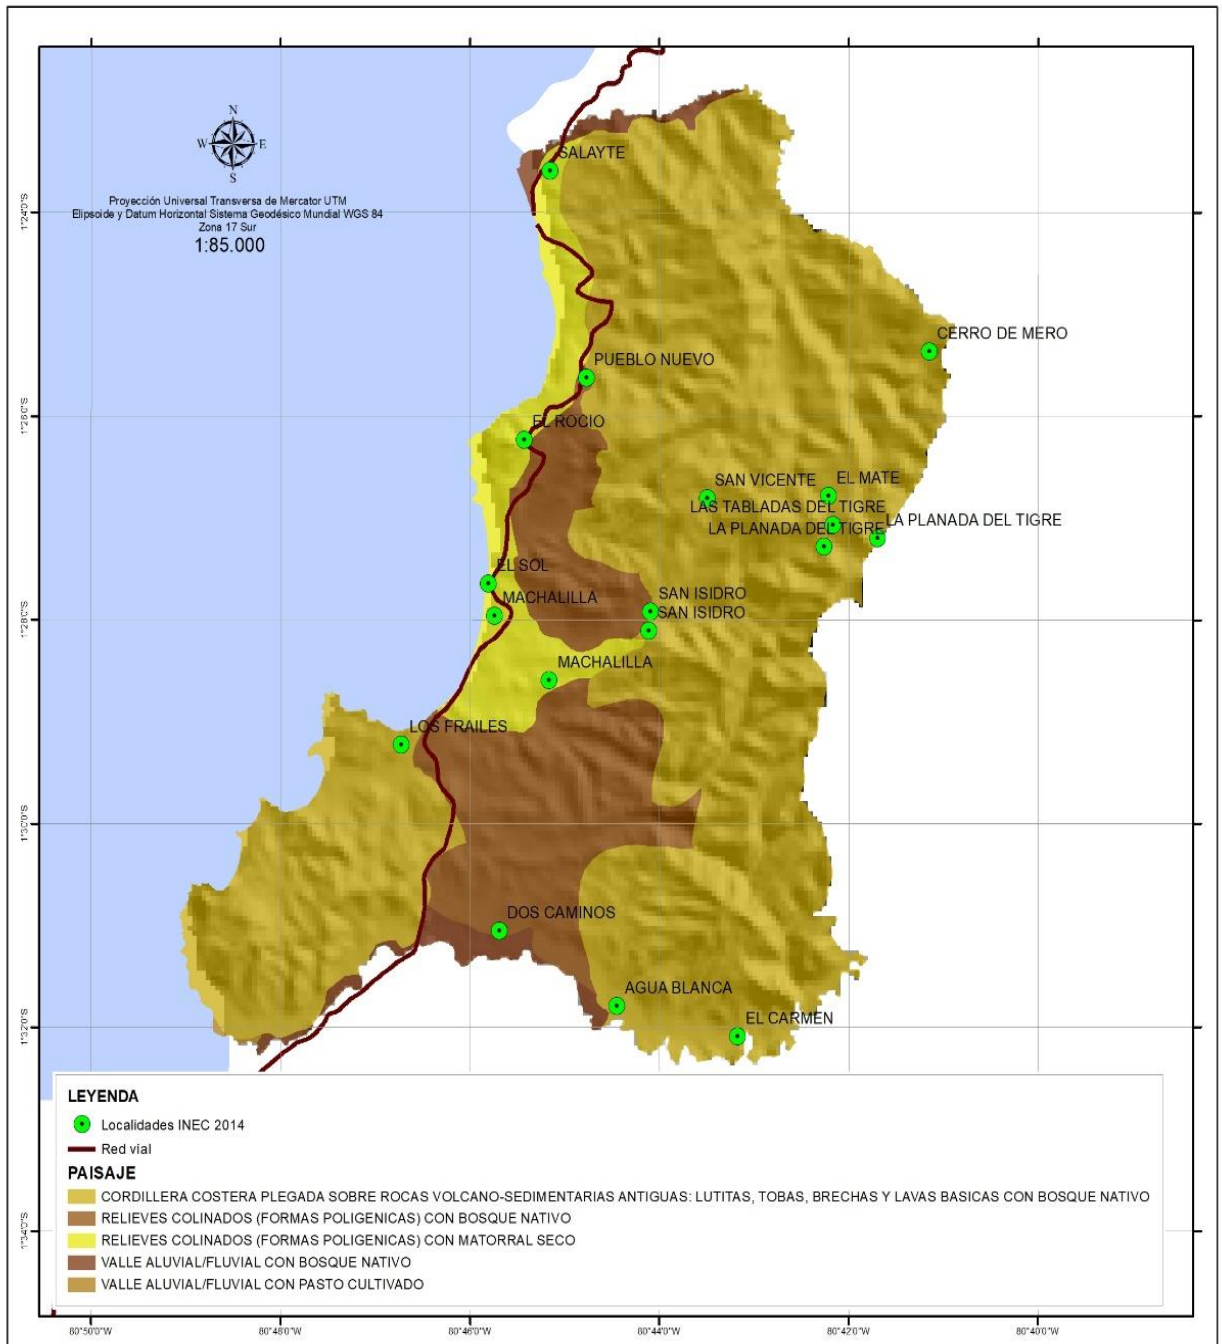 N
W E
S
Proyección Universal Transversa de Mercator UTM
Elipsoide y Datum Horizontal Sistema Geodésico Mundial WGS 84
Zona 17 Sur
1:85.000
SALAYTE
CERRO DE MERO
PUEBLO NUEVO
EL ROCIO
SAN VICENTE
EL MATE
LAS TABLADAS DEL TIGRE
LA PLANADA DEL TIGRE
LA PLANADA DEL TIGRE
EL SOL
MACHALILLA
SAN ISIDRO
SAN ISIDRO
MACHALILLA
LOS FRAILES
DOS CAMINOS
AGUA BLANCA
EL CARMEN
1°24'0"S
1°26'0"S
1°28'0"S
1°30'0"S
1°32'0"S
1°34'0"S
LEYENDA
Localidades INEC 2014
Red vial
PAISAJE
CORDILLERA COSTERA PLEGADA SOBRE ROCAS VOLCANO-SEDIMENTARIAS ANTIGUAS: LUTITAS, TOBAS, BRECHAS Y LAVAS BASICAS CON BOSQUE NATIVO
RELIEVES COLINADOS (FORMAS POLIGENICAS) CON BOSQUE NATIVO
RELIEVES COLINADOS (FORMAS POLIGENICAS) CON MATORRAL SECO
VALLE ALUVIAL/FLUVIAL CON BOSQUE NATIVO
VALLE ALUVIAL/FLUVIAL CON PASTO CULTIVADO
80°50'0"W 80°48'0"W 80°46'0"W 80°44'0"W 80°42'0"W 80°40'0"W